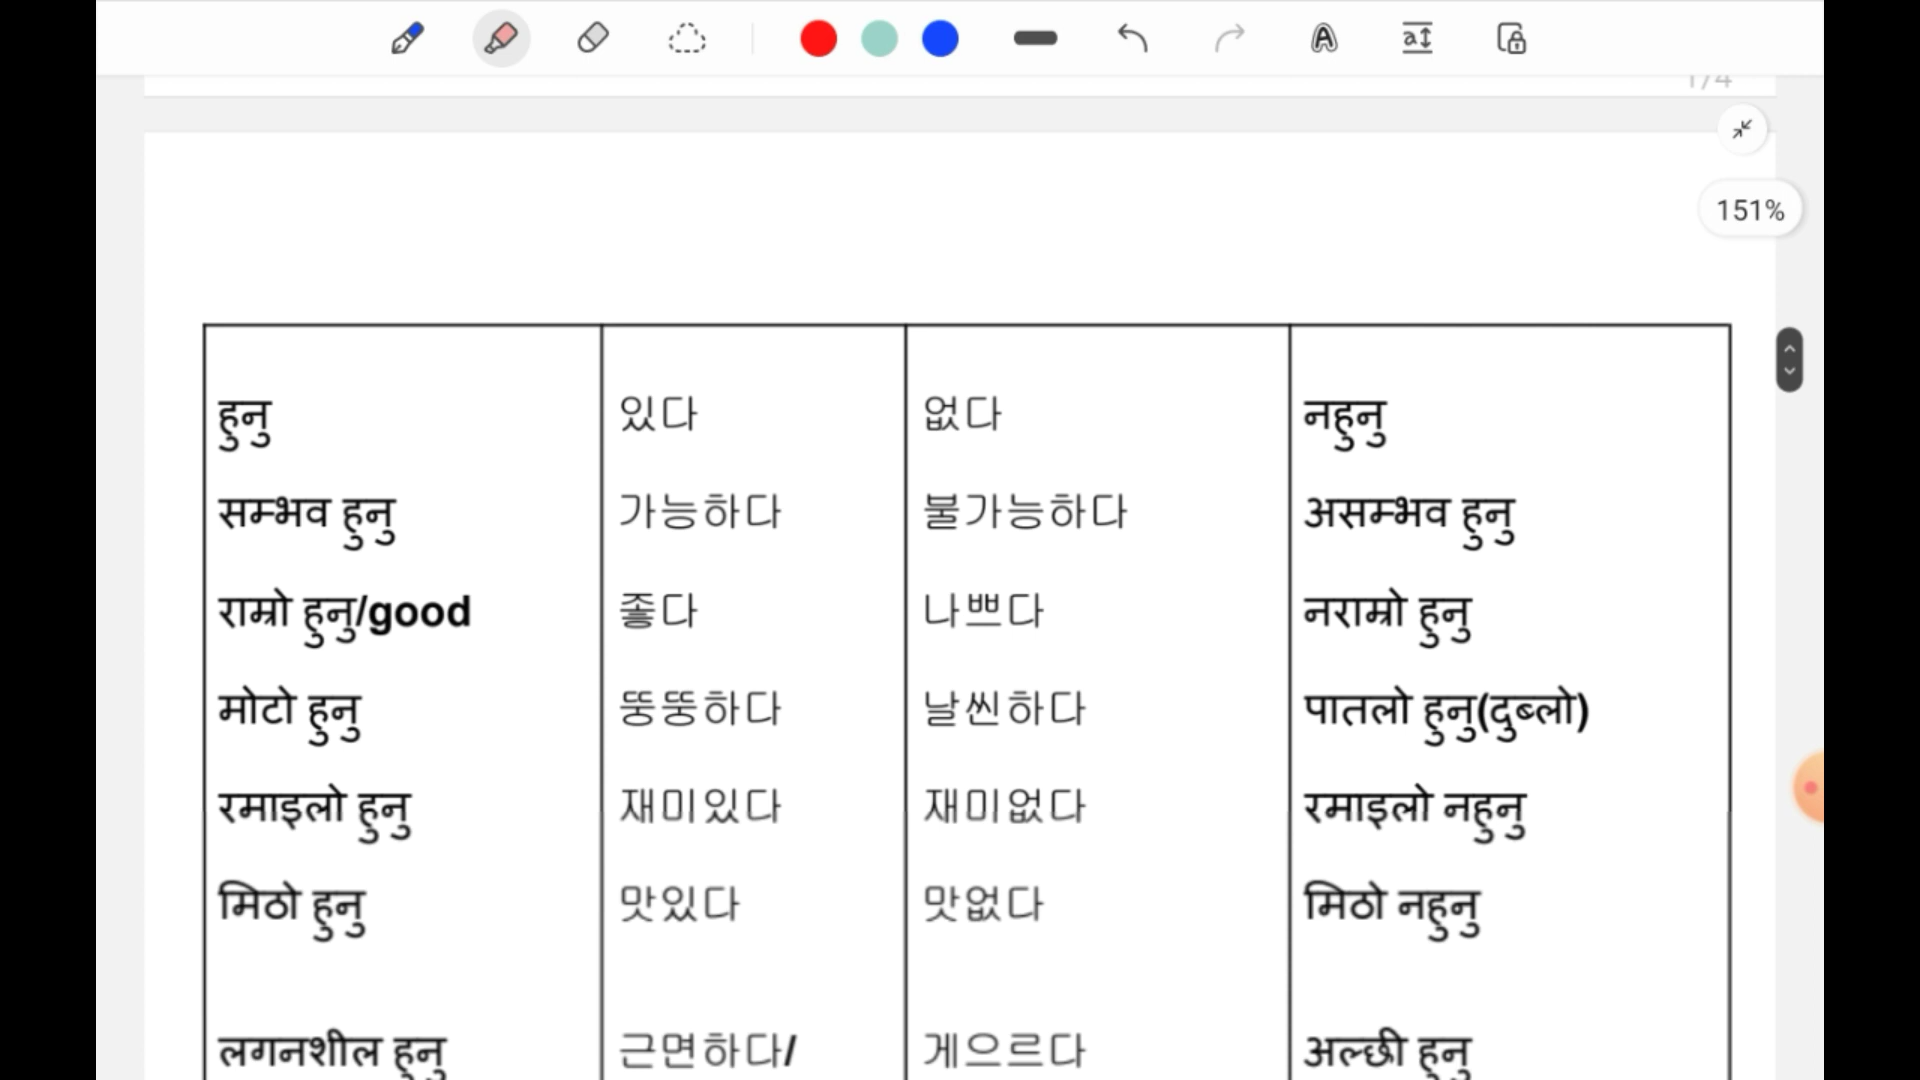 1/4
151%
हुनु 있다 없다 नहुनु
सम्भव हुनु 가능하다 불가능하다 असम्भव हुनु
राम्रो हुनु/good 좋다 나쁘다 नराम्रो हुनु
मोटो हुनु 뚱뚱하다 날씬하다 पातलो हुनु(दुब्लो)
रमाइलो हुनु 재미있다 재미없다 रमाइलो नहुनु
मिठो हुनु 맛있다 맛없다 मिठो नहुनु
लगनशील हुनु 근면하다/ 게으르다 अल्छी हुनु